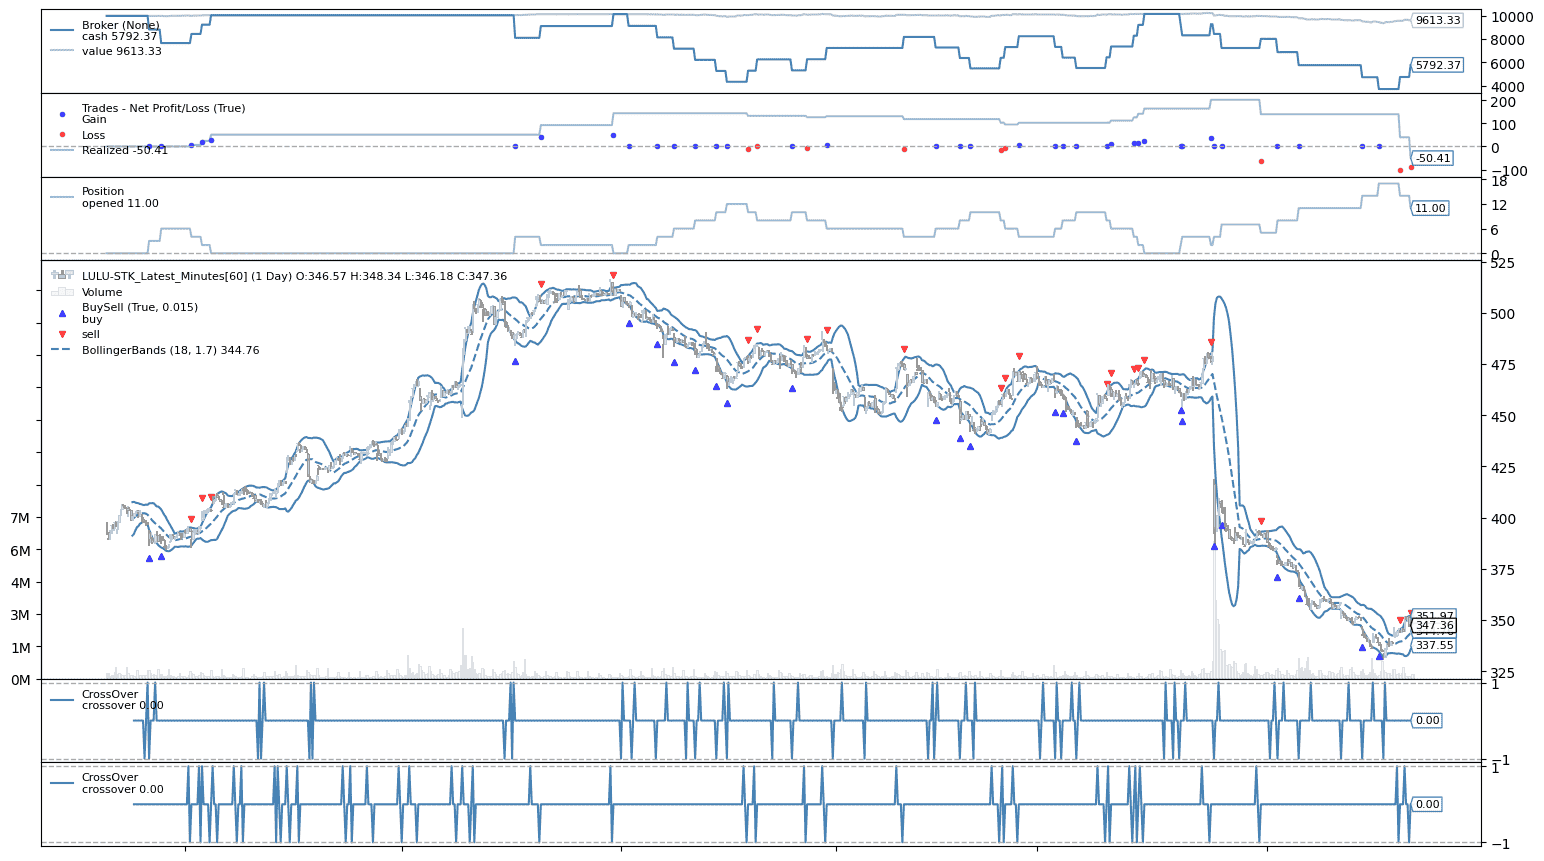 Broker (None)
cash 5792.37
value 9613.33
10000
8000
6000
4000
9613.33
5792.37
Trades - Net Profit/Loss (True)
Gain
Loss
Realized -50.41
200
100
0
−100
-50.41
Position
opened 11.00
18
12
6
0
11.00
LULU-STK_Latest_Minutes[60] (1 Day) O:346.57 H:348.34 L:346.18 C:347.36
Volume
BuySell (True, 0.015)
buy
sell
BollingerBands (18, 1.7) 344.76
525
500
475
450
425
400
375
350
325
7M
6M
4M
3M
1M
0M
351.97
347.36
337.55
CrossOver
crossover 0.00
1
−1
0.00
CrossOver
crossover 0.00
1
−1
0.00